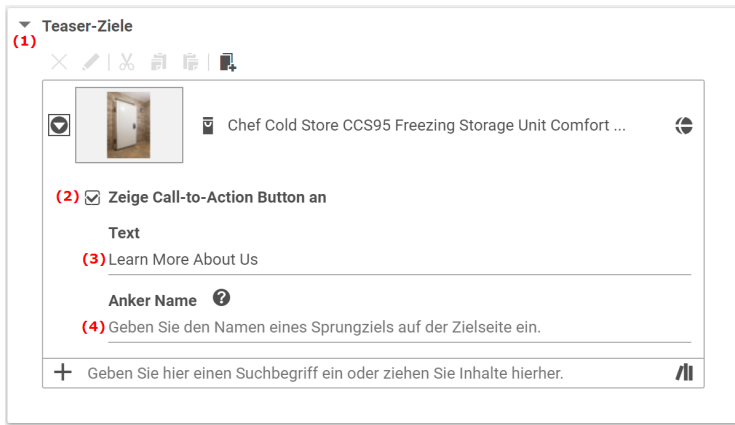 Teaser-Ziele
(1)
Chef Cold Store CCS95 Freezing Storage Unit Comfort ...
(2) Zeige Call-to-Action Button an
Text
(3) Learn More About Us
Anker Name
(4) Geben Sie den Namen eines Sprungziels auf der Zielseite ein.
Geben Sie hier einen Suchbegriff ein oder ziehen Sie Inhalte hierher.